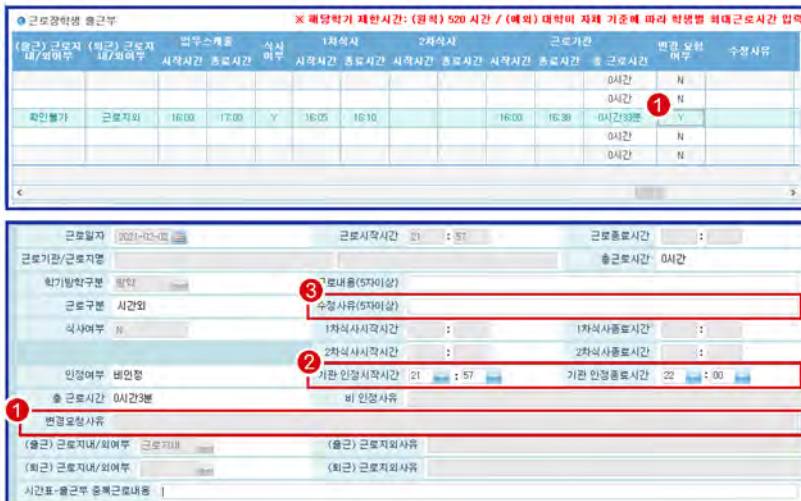 근로장학생 출근부 ※ 해당학기 제한시간: (원칙) 520 시간 / (예외) 대학이 자체 기준에 따라 학생별 최대근로시간 입력
(출근) 근로지 (퇴근) 근로지 업무스케줄 식사 1차식사 2차식사 근로기관 변경 요청 수정사유
내/외여부 내/외여부 시작시간 종료시간 여부 시작시간 종료시간 시작시간 종료시간 시작시간 종료시간 총 근로시간 여부
0시간 N
0시간 1 N
확인불가 근로지외 16:00 17:00 Y 16:05 16:10 16:00 16:38 0시간33분 Y
0시간 N
0시간 N
근로일자 2021-02-02 근로시작시간 21 : 57 근로종료시간 :
근로기관/근로지명 총근로시간 0시간
학기방학구분 방학 근로내용(5자이상)
3
근로구분 시간외 수정사유(5자이상)
식사여부 N 1차식사시작시간 : 1차식사종료시간 :
2차식사시작시간 : 2차식사종료시간 :
2
인정여부 비인정 기관 인정시작시간 21 : 57 기관 인정종료시간 22 : 00
총 근로시간 0시간3분 비 인정사유
1
변경요청사유
(출근) 근로지내/외여부 근로지내 (출근) 근로지외사유
(퇴근) 근로지내/외여부 (퇴근) 근로지외사유
시간표-출근부 중복근로내용